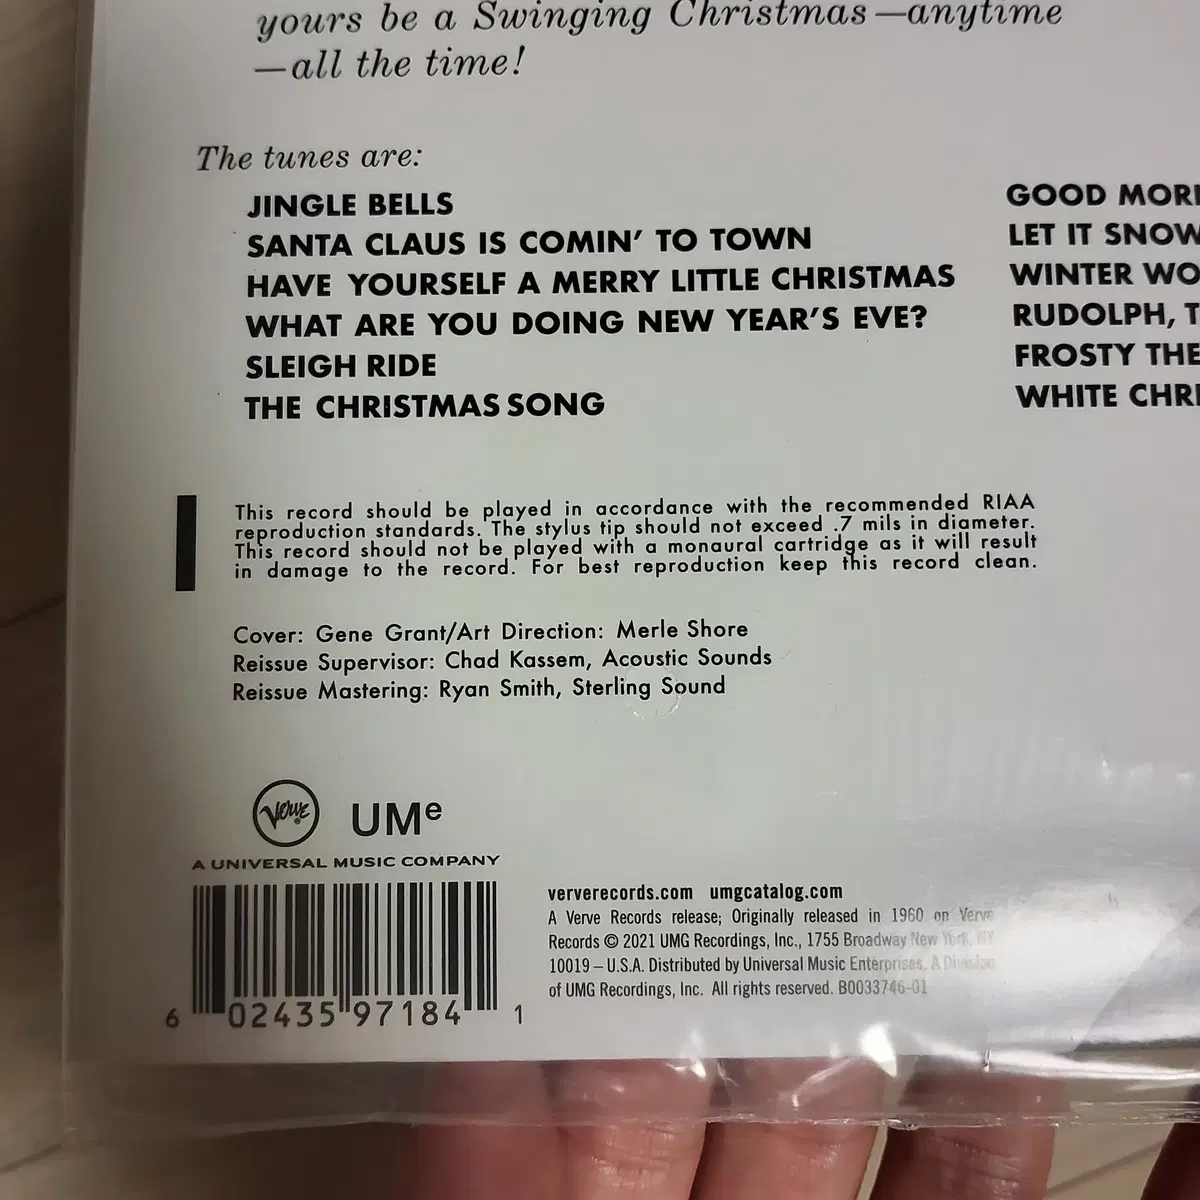 yours be a Swinging Christmas—anytime
—all the time!
The tunes are:
JINGLE BELLS
SANTA CLAUS IS COMIN' TO TOWN
HAVE YOURSELF A MERRY LITTLE CHRISTMAS
WHAT ARE YOU DOING NEW YEAR'S EVE?
SLEIGH RIDE
THE CHRISTMAS SONG
GOOD
LET IT SNOW
WINTER
RUDOLPH,
FROSTY THE
WHITE
This record should be played in accordance with the recommended RIAA
reproduction standards. The stylus tip should not exceed .7 mils in diameter.
This record should not be played with a monaural cartridge as it will result
in damage to the record. For best reproduction keep this record clean.
Cover: Gene Grant/Art Direction: Merle Shore
Reissue Supervisor: Chad Kassem, Acoustic Sounds
Reissue Mastering: Ryan Smith, Sterling Sound
Verve UMe
A UNIVERSAL MUSIC COMPANY
ververecords.com umgcatalog.com
A Verve Records release; Originally released in 1960 on Verve
Records © 2021 UMG Recordings, Inc., 1755 Broadway New York, NY
10019 – U.S.A. Distributed by Universal Music Enterprises, A Division
of UMG Recordings, Inc. All rights reserved. B0033746-01
6 02435 97184 1